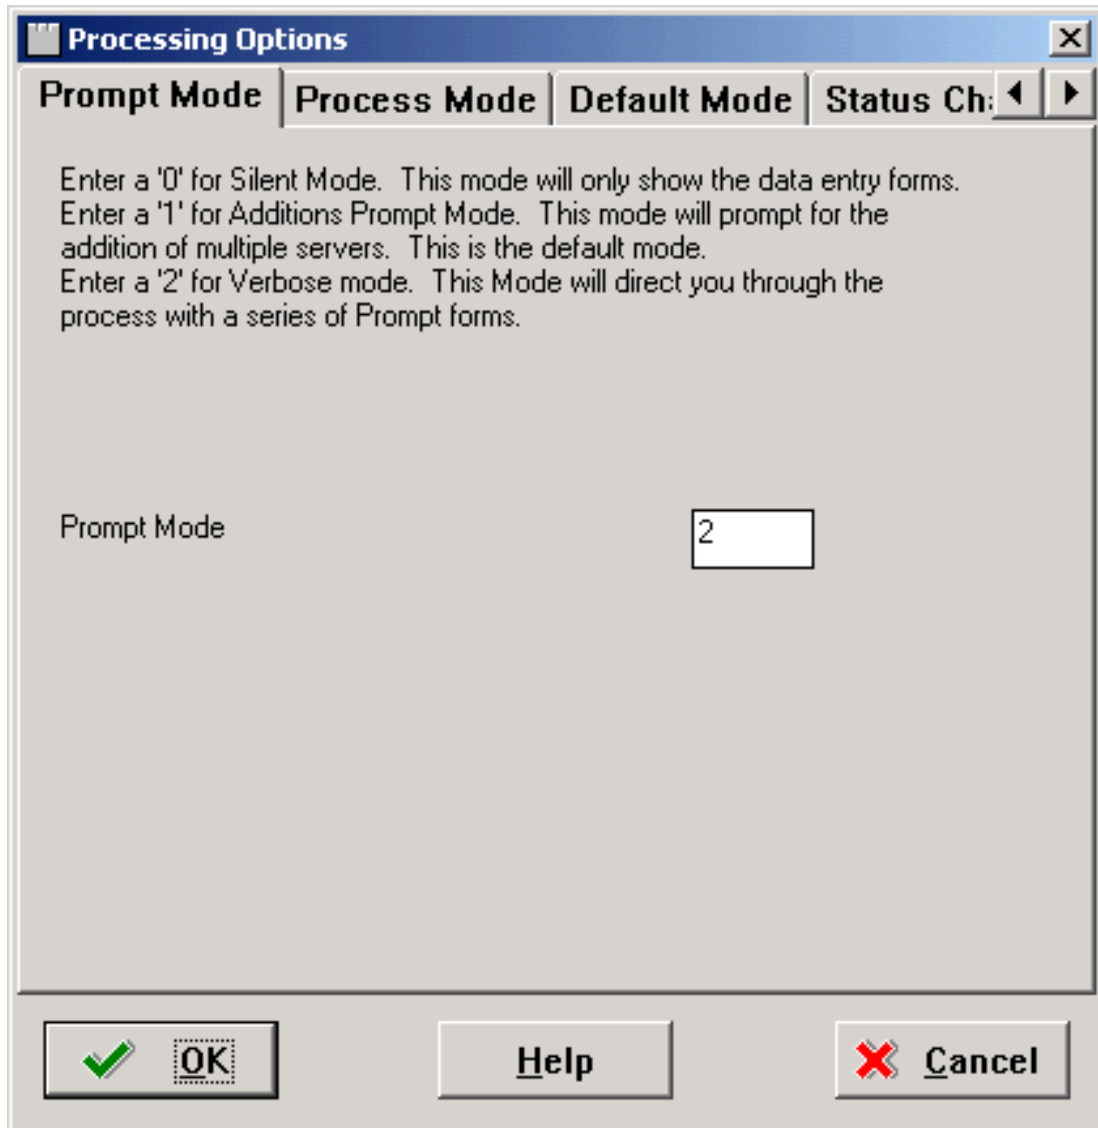 Processing Options
Prompt Mode Process Mode Default Mode Status
Enter a '0' for Silent Mode.  This mode will only show the data entry forms.
Enter a '1' for Additions Prompt Mode.  This mode will prompt for the
addition of multiple servers.  This is the default mode.
Enter a '2' for Verbose mode.  This Mode will direct you through the
process with a series of Prompt forms.
Prompt Mode 2
OK Help Cancel